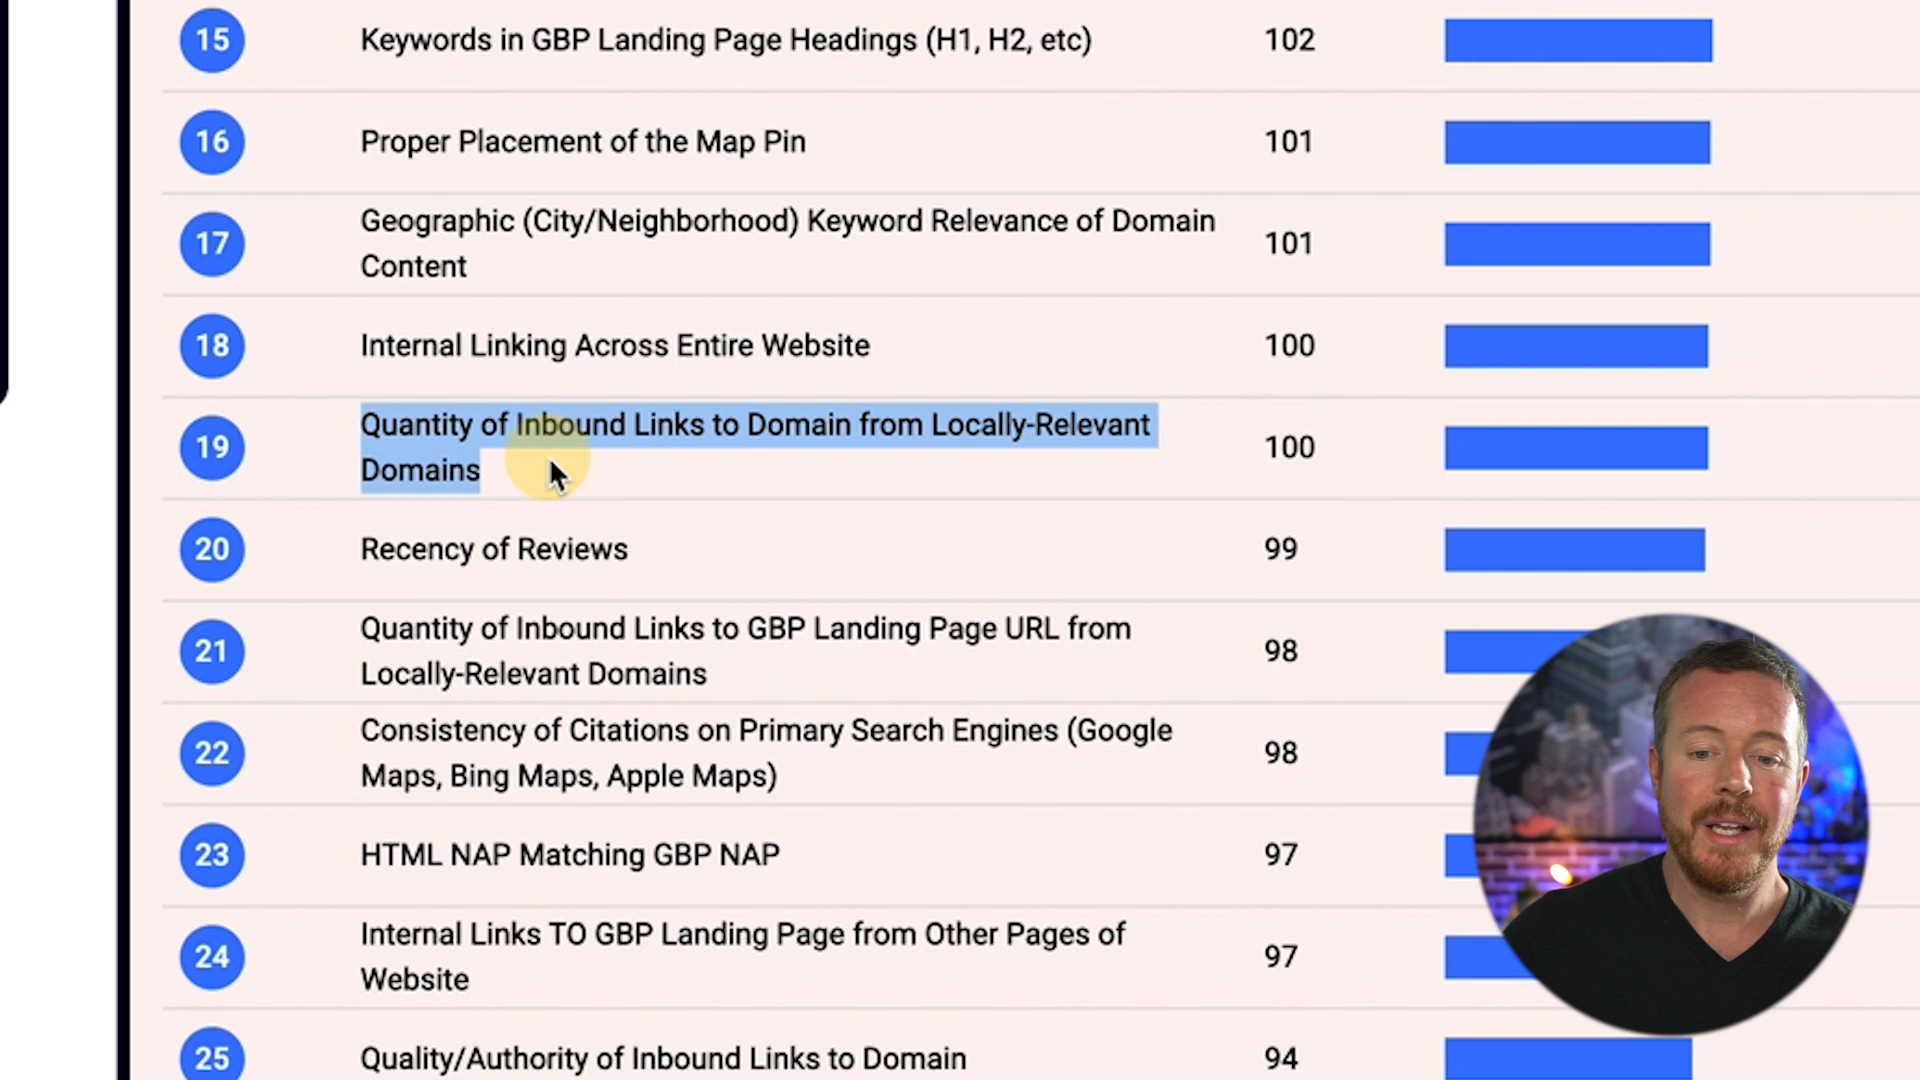 15 Keywords in GBP Landing Page Headings (H1, H2, etc) 102
16 Proper Placement of the Map Pin 101
17 Geographic (City/Neighborhood) Keyword Relevance of Domain
Content 101
18 Internal Linking Across Entire Website 100
19 Quantity of Inbound Links to Domain from Locally-Relevant
Domains 100
20 Recency of Reviews 99
21 Quantity of Inbound Links to GBP Landing Page URL from
Locally-Relevant Domains 98
22 Consistency of Citations on Primary Search Engines (Google
Maps, Bing Maps, Apple Maps) 98
23 HTML NAP Matching GBP NAP 97
24 Internal Links TO GBP Landing Page from Other Pages of
Website 97
25 Quality/Authority of Inbound Links to Domain 94